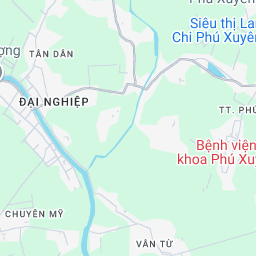 Siêu thị La
Chi Phú Xuyê
TÂN DÂN
ĐẠI NGHIỆP
TT. PHÚ
Bệnh viện
khoa Phú Xu
CHUYÊN MỸ
VÂN TỪ